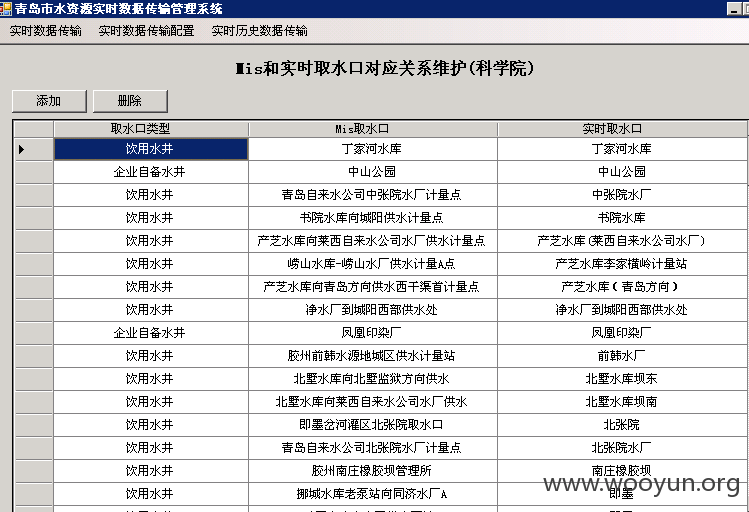 青岛市水资源实时数据传输管理系统
实时数据传输 实时数据传输配置 实时历史数据传输
Mis和实时取水口对应关系维护(科学院)
添加 删除
取水口类型 Mis取水口 实时取水口
饮用水井 丁家河水库 丁家河水库
企业自备水井 中山公园 中山公园
饮用水井 青岛自来水公司中张院水厂计量点 中张院水厂
饮用水井 书院水库向城阳供水计量点 书院水库
饮用水井 产芝水库向莱西自来水公司水厂供水计量点 产芝水库(莱西自来水公司水厂)
饮用水井 崂山水库-崂山水厂供水计量A点 产芝水库李家横岭计量站
饮用水井 产芝水库向青岛方向供水西干渠首计量点 产芝水库(青岛方向)
饮用水井 净水厂到城阳西部供水处 净水厂到城阳西部供水处
企业自备水井 凤凰印染厂 凤凰印染厂
饮用水井 胶州前韩水源地城区供水计量站 前韩水厂
饮用水井 北墅水库向北墅监狱方向供水 北墅水库坝东
饮用水井 北墅水库向莱西自来水公司水厂供水 北墅水库坝南
饮用水井 即墨岔河灌区北张院取水口 北张院
饮用水井 青岛自来水公司北张院计量点 北张院水厂
饮用水井 胶州南庄橡胶坝管理所 南庄橡胶坝
饮用水井 挪城水库老泵站向同济水厂A 即墨
www.wooyun.org